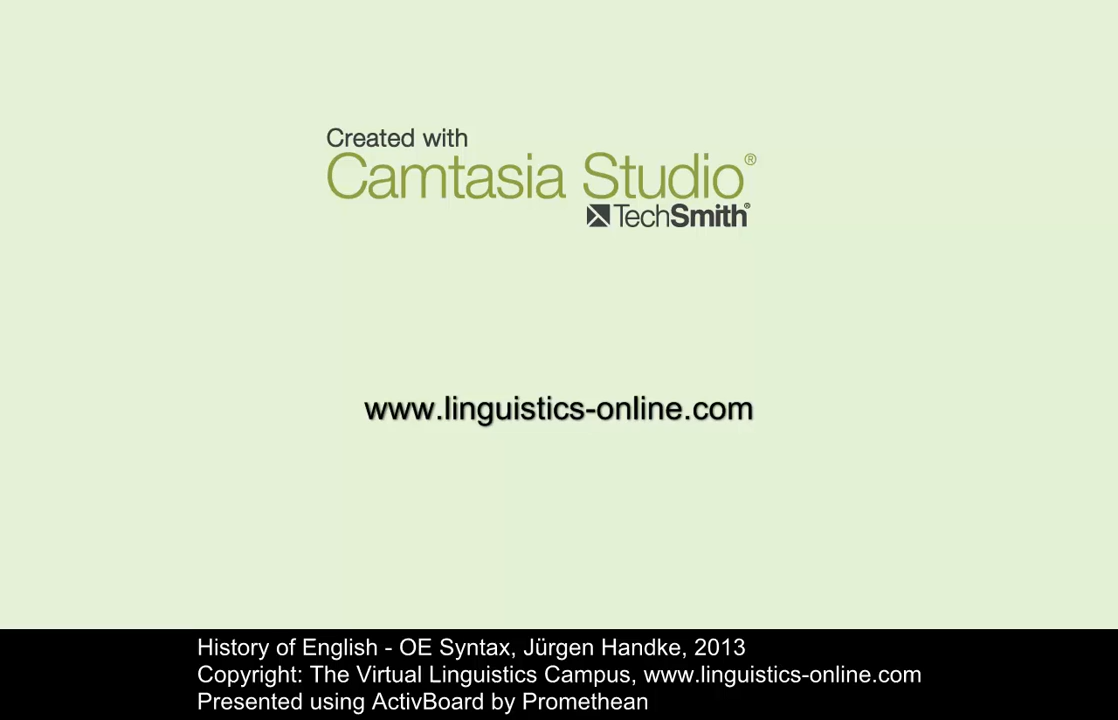 Created with
Camtasia Studio®
TechSmith®
www.linguistics-online.com
History of English - OE Syntax, Jürgen Handke, 2013
Copyright: The Virtual Linguistics Campus, www.linguistics-online.com
Presented using ActivBoard by Promethean